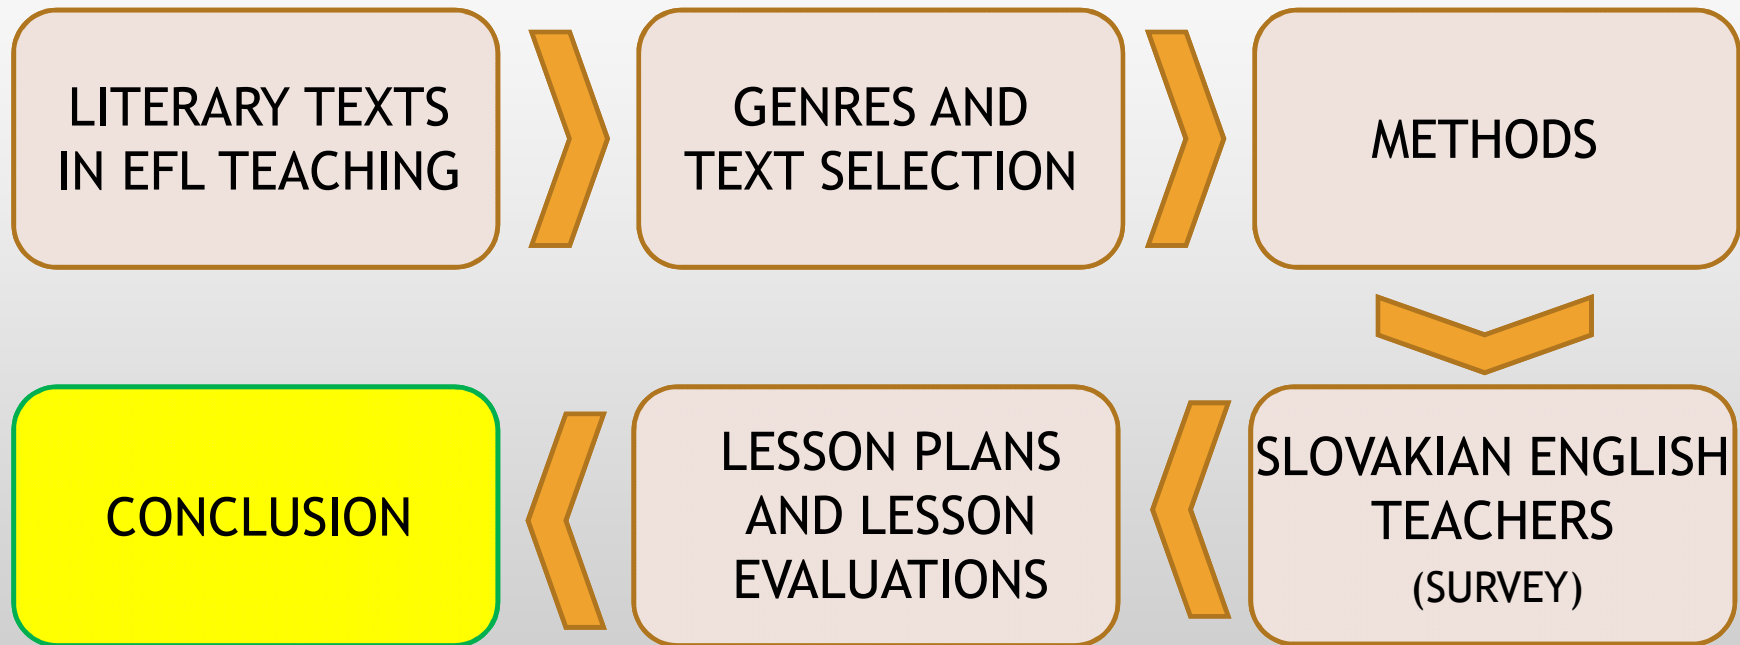 LITERARY TEXTS
IN EFL TEACHING
GENRES AND
TEXT SELECTION
METHODS
SLOVAKIAN ENGLISH
TEACHERS
(SURVEY)
LESSON PLANS
AND LESSON
EVALUATIONS
CONCLUSION